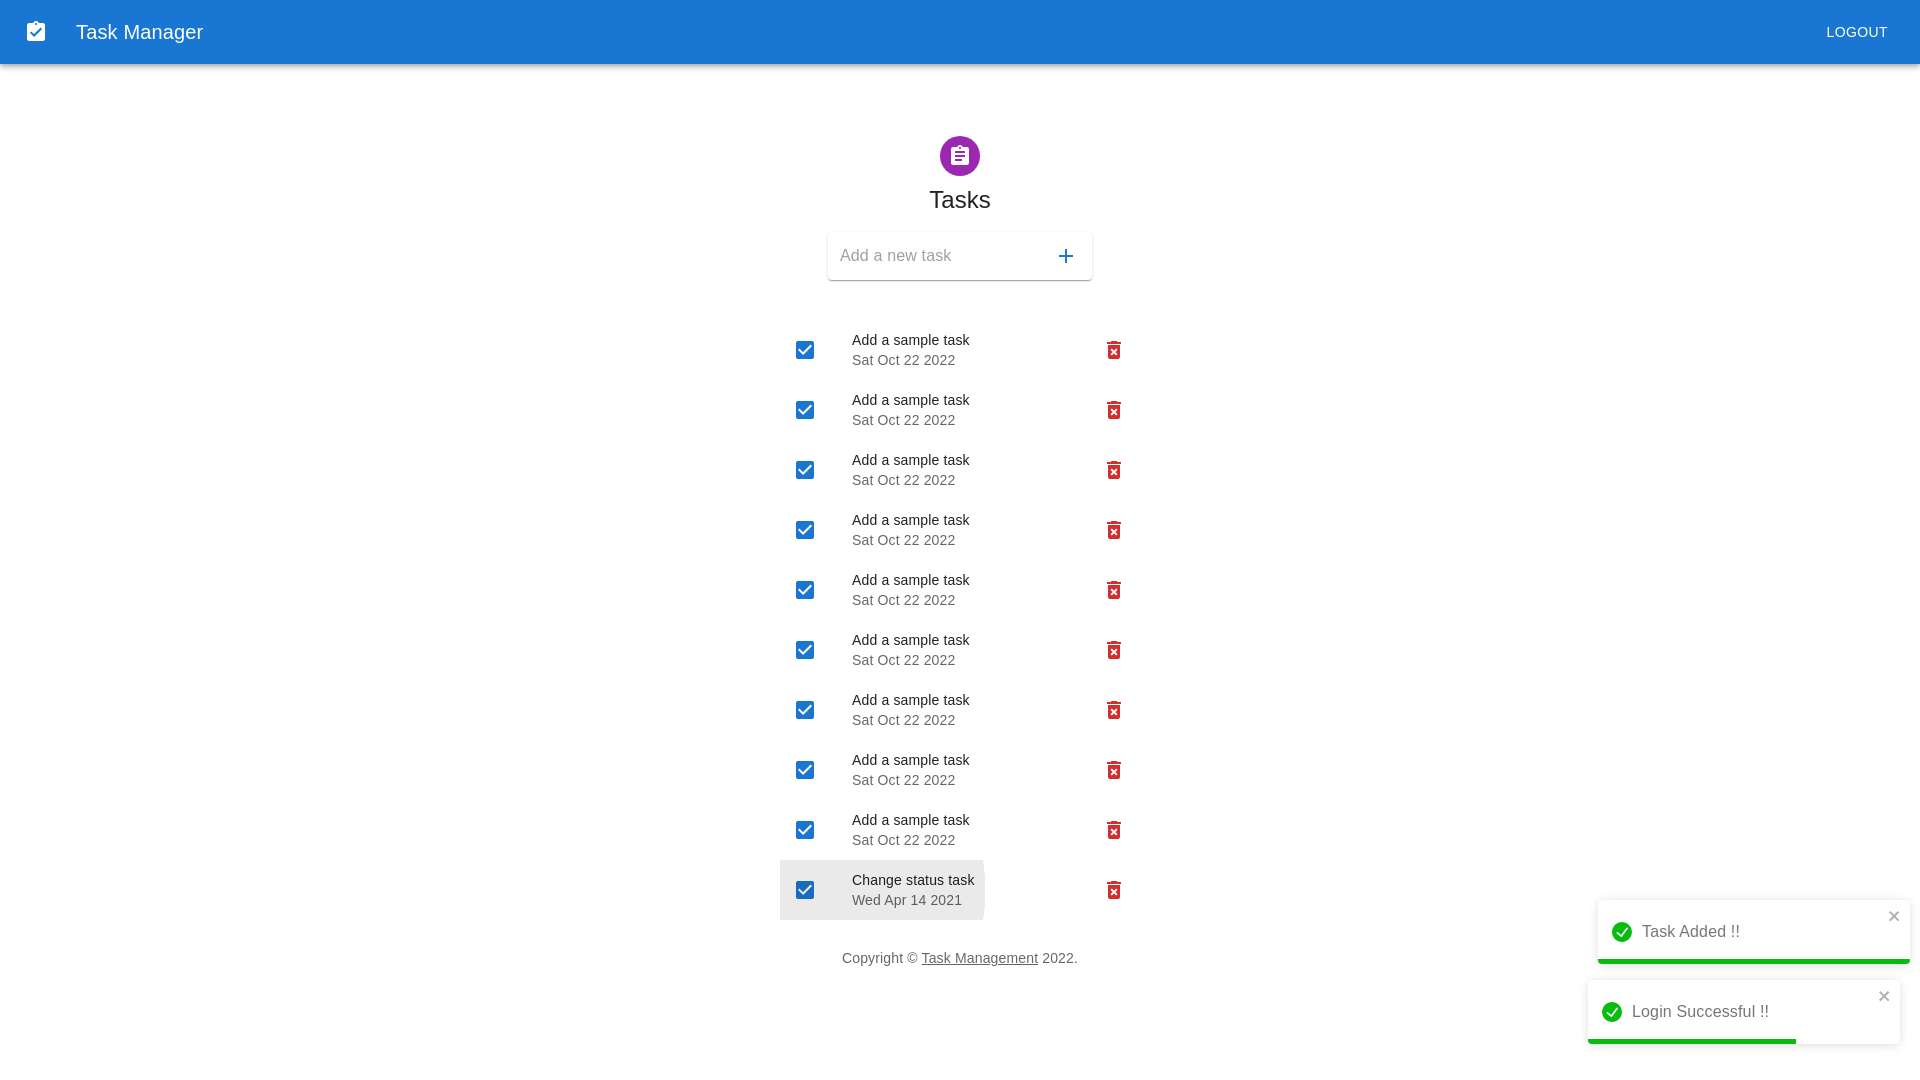 Task Manager
LOGOUT
Tasks
Add a new task
Add a sample task
Sat Oct 22 2022
Add a sample task
Sat Oct 22 2022
Add a sample task
Sat Oct 22 2022
Add a sample task
Sat Oct 22 2022
Add a sample task
Sat Oct 22 2022
Add a sample task
Sat Oct 22 2022
Add a sample task
Sat Oct 22 2022
Add a sample task
Sat Oct 22 2022
Add a sample task
Sat Oct 22 2022
Change status task
Wed Apr 14 2021
Task Added !!
Copyright © Task Management 2022.
Login Successful !!